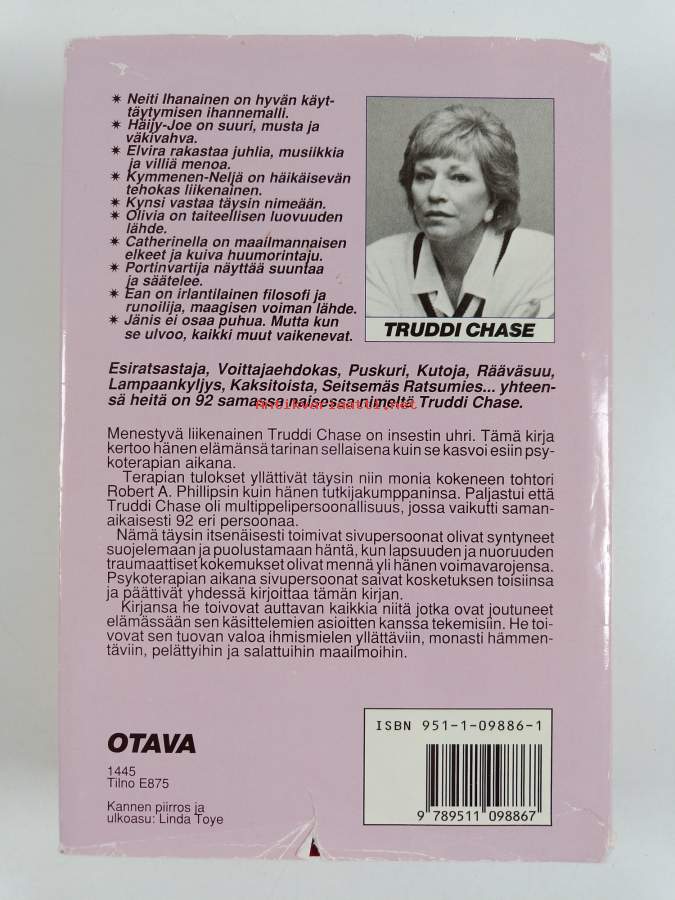 ✷ Neiti Ihanainen on hyvän käyt-
täytymisen ihannemalli.
✷ Häijy-Joe on suuri, musta ja
väkivahva.
✷ Elvira rakastaa juhlia, musiikkia
ja villiä menoa.
✷ Kymmenen-Neljä on häikäisevän
tehokas liikenainen.
✷ Kynsi vastaa täysin nimeään.
✷ Olivia on taiteellisen luovuuden
lähde.
✷ Catherinella on maailmannaisen
elkeet ja kuiva huumorintaju.
✷ Portinvartija näyttää suuntaa
ja säätelee.
✷ Ean on irlantilainen filosofi ja
runoilija, maagisen voiman lähde.
✷ Jänis ei osaa puhua. Mutta kun
se ulvoo, kaikki muut vaikenevat.
TRUDDI CHASE
Esiratsastaja, Voittajaehdokas, Puskuri, Kutoja, Rääväsuu,
Lampaankyljys, Kaksitoista, Seitsemäs Ratsumies... yhteen-
sä heitä on 92 samassa naisessa nimeltä Truddi Chase.
Antikvariaatti.net
Menestyvä liikenainen Truddi Chase on insestin uhri. Tämä kirja
kertoo hänen elämänsä tarinan sellaisena kuin se kasvoi esiin psy-
koterapian aikana.
Terapian tulokset yllättivät täysin niin monia kokeneen tohtori
Robert A. Phillipsin kuin hänen tutkijakumppaninsa. Paljastui että
Truddi Chase oli multippelipersoonallisuus, jossa vaikutti saman-
aikaisesti 92 eri persoonaa.
Nämä täysin itsenäisesti toimivat sivupersoonat olivat syntyneet
suojelemaan ja puolustamaan häntä, kun lapsuuden ja nuoruuden
traumaattiset kokemukset olivat mennä yli hänen voimavarojensa.
Psykoterapian aikana sivupersoonat saivat kosketuksen toisiinsa
ja päättivät yhdessä kirjoittaa tämän kirjan.
Kirjansa he toivovat auttavan kaikkia niitä jotka ovat joutuneet
elämässään sen käsittelemien asioitten kanssa tekemisiin. He toi-
vovat sen tuovan valoa ihmismielen yllättäviin, monasti hämmen-
täviin, pelättyihin ja salattuihin maailmoihin.
OTAVA
1445
Tilno E875
Kannen piirros ja
ulkoasu: Linda Toye
ISBN 951-1-09886-1
9 789511 098867